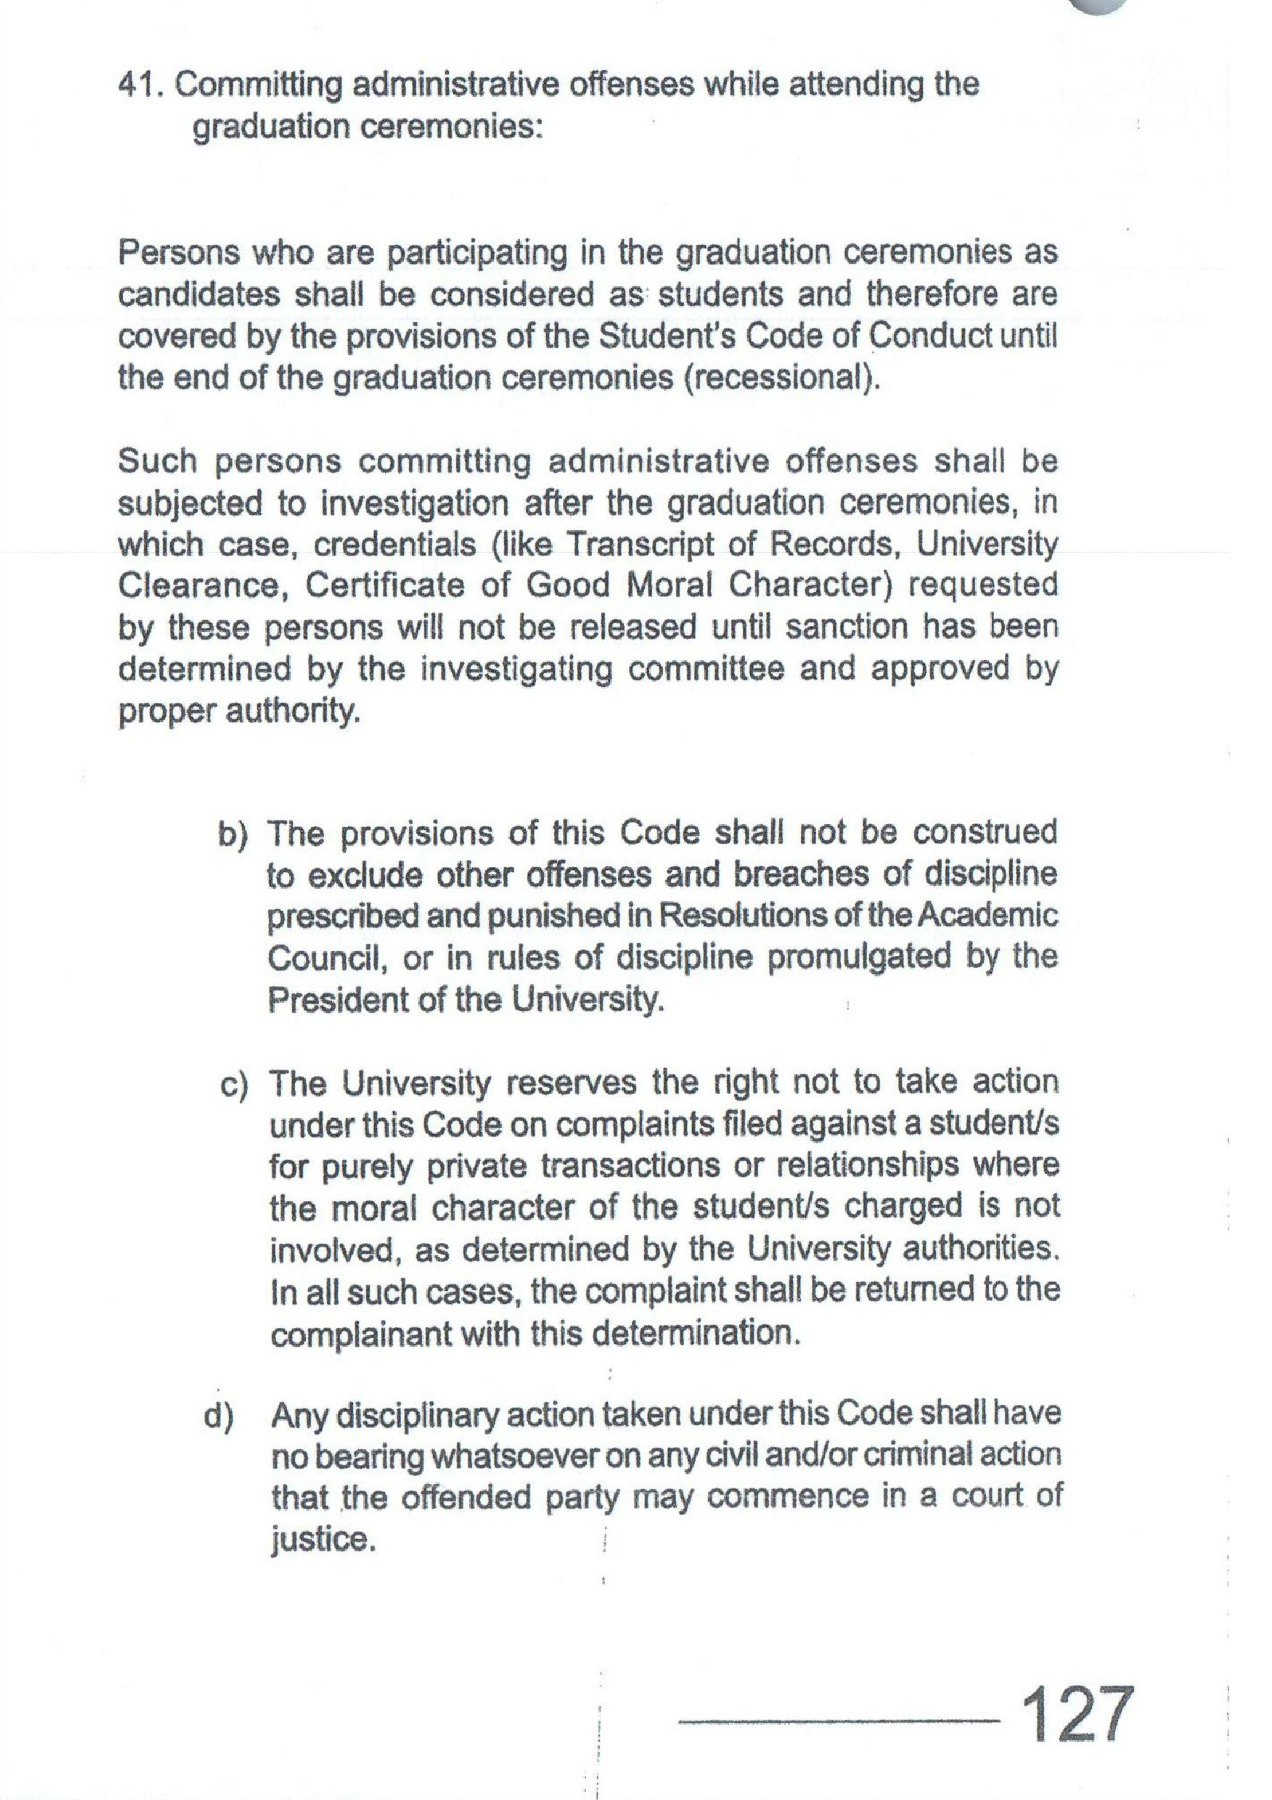 41. Committing administrative offenses while attending the
graduation ceremonies:
Persons who are participating in the graduation ceremonies as
candidates shall be considered as students and therefore are
covered by the provisions of the Student's Code of Conduct until
the end of the graduation ceremonies (recessional).
Such persons committing administrative offenses shall be
subjected to investigation after the graduation ceremonies, in
which case, credentials (like Transcript of Records, University
Clearance, Certificate of Good Moral Character) requested
by these persons will not be released until sanction has been
determined by the investigating committee and approved by
proper authority.
b) The provisions of this Code shall not be construed
to exclude other offenses and breaches of discipline
prescribed and punished in Resolutions of the Academic
Council, or in rules of discipline promulgated by the
President of the University.
c) The University reserves the right not to take action
under this Code on complaints filed against a student/s
for purely private transactions or relationships where
the moral character of the student/s charged is not
involved, as determined by the University authorities.
In all such cases, the complaint shall be returned to the
complainant with this determination.
d) Any disciplinary action taken under this Code shall have
no bearing whatsoever on any civil and/or criminal action
that the offended party may commence in a court of
justice.
127